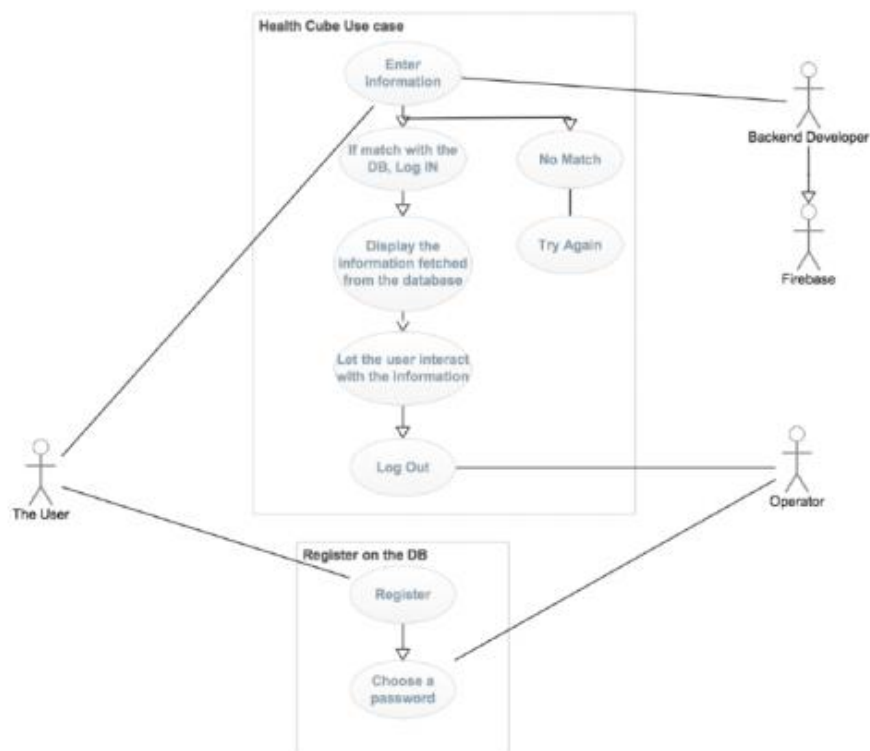 Health Cube Use case
Enter
Information
Backend Developer
If match with the
DB, Log IN
No Match
Display the
information fetched
from the database
Try Again
Firebase
Let the user interact
with the information
Log Out
The User
Operator
Register on the DB
Register
Choose a
password